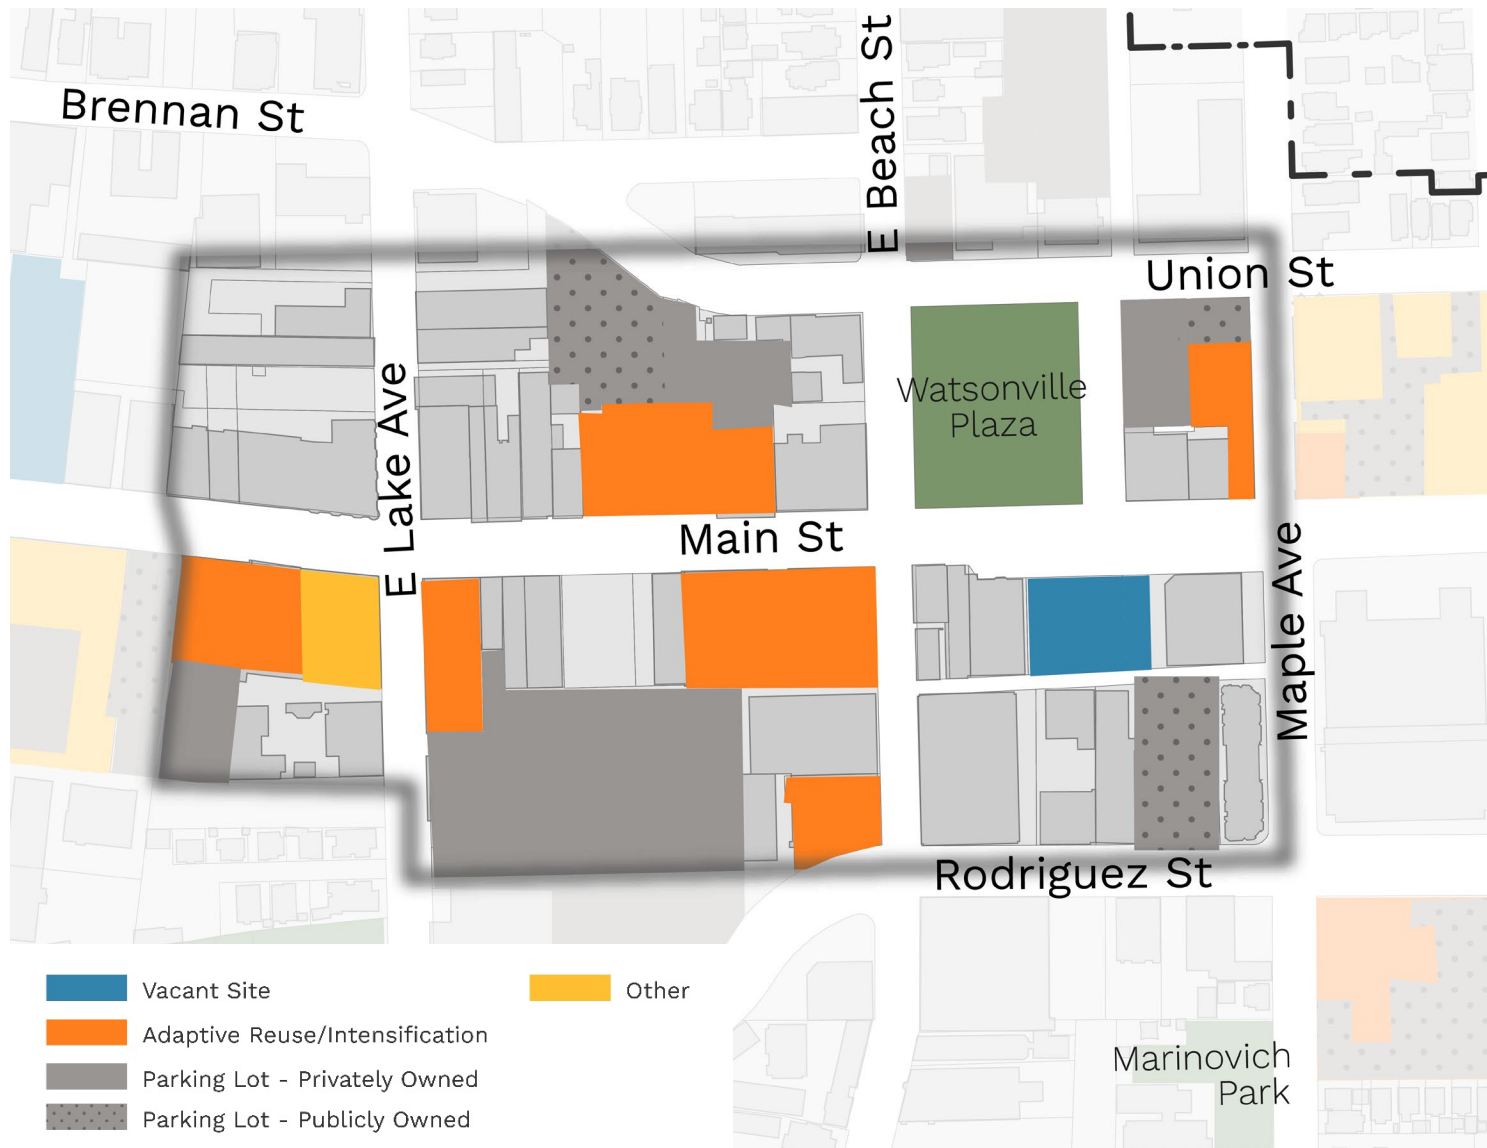 Brennan St
E Beach St
Union St
E Lake Ave
Watsonville
Plaza
Main St
Maple Ave
Rodriguez St
Marinovich
Park
Vacant Site
Other
Adaptive Reuse/Intensification
Parking Lot - Privately Owned
Parking Lot - Publicly Owned